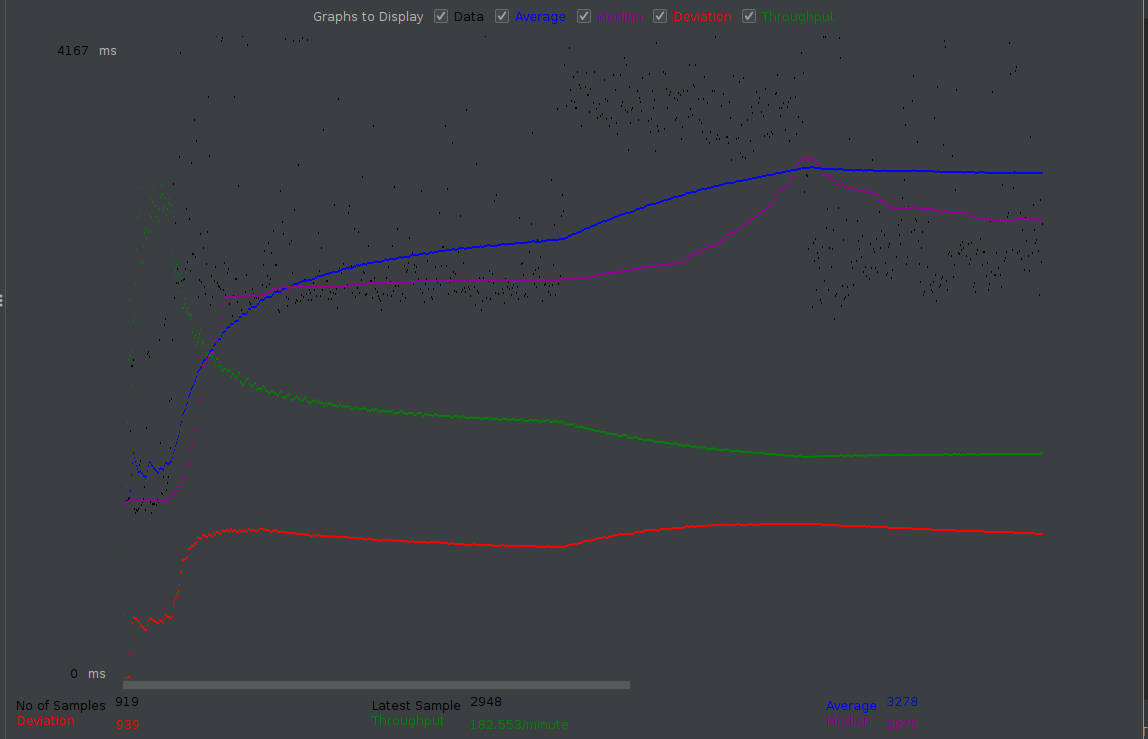 Graphs to Display Data Average Median Deviation Throughput
4167 ms
0 ms
No of Samples 919 Latest Sample 2948 Average 3278
Deviation 939 Throughput 182.553/minute Median